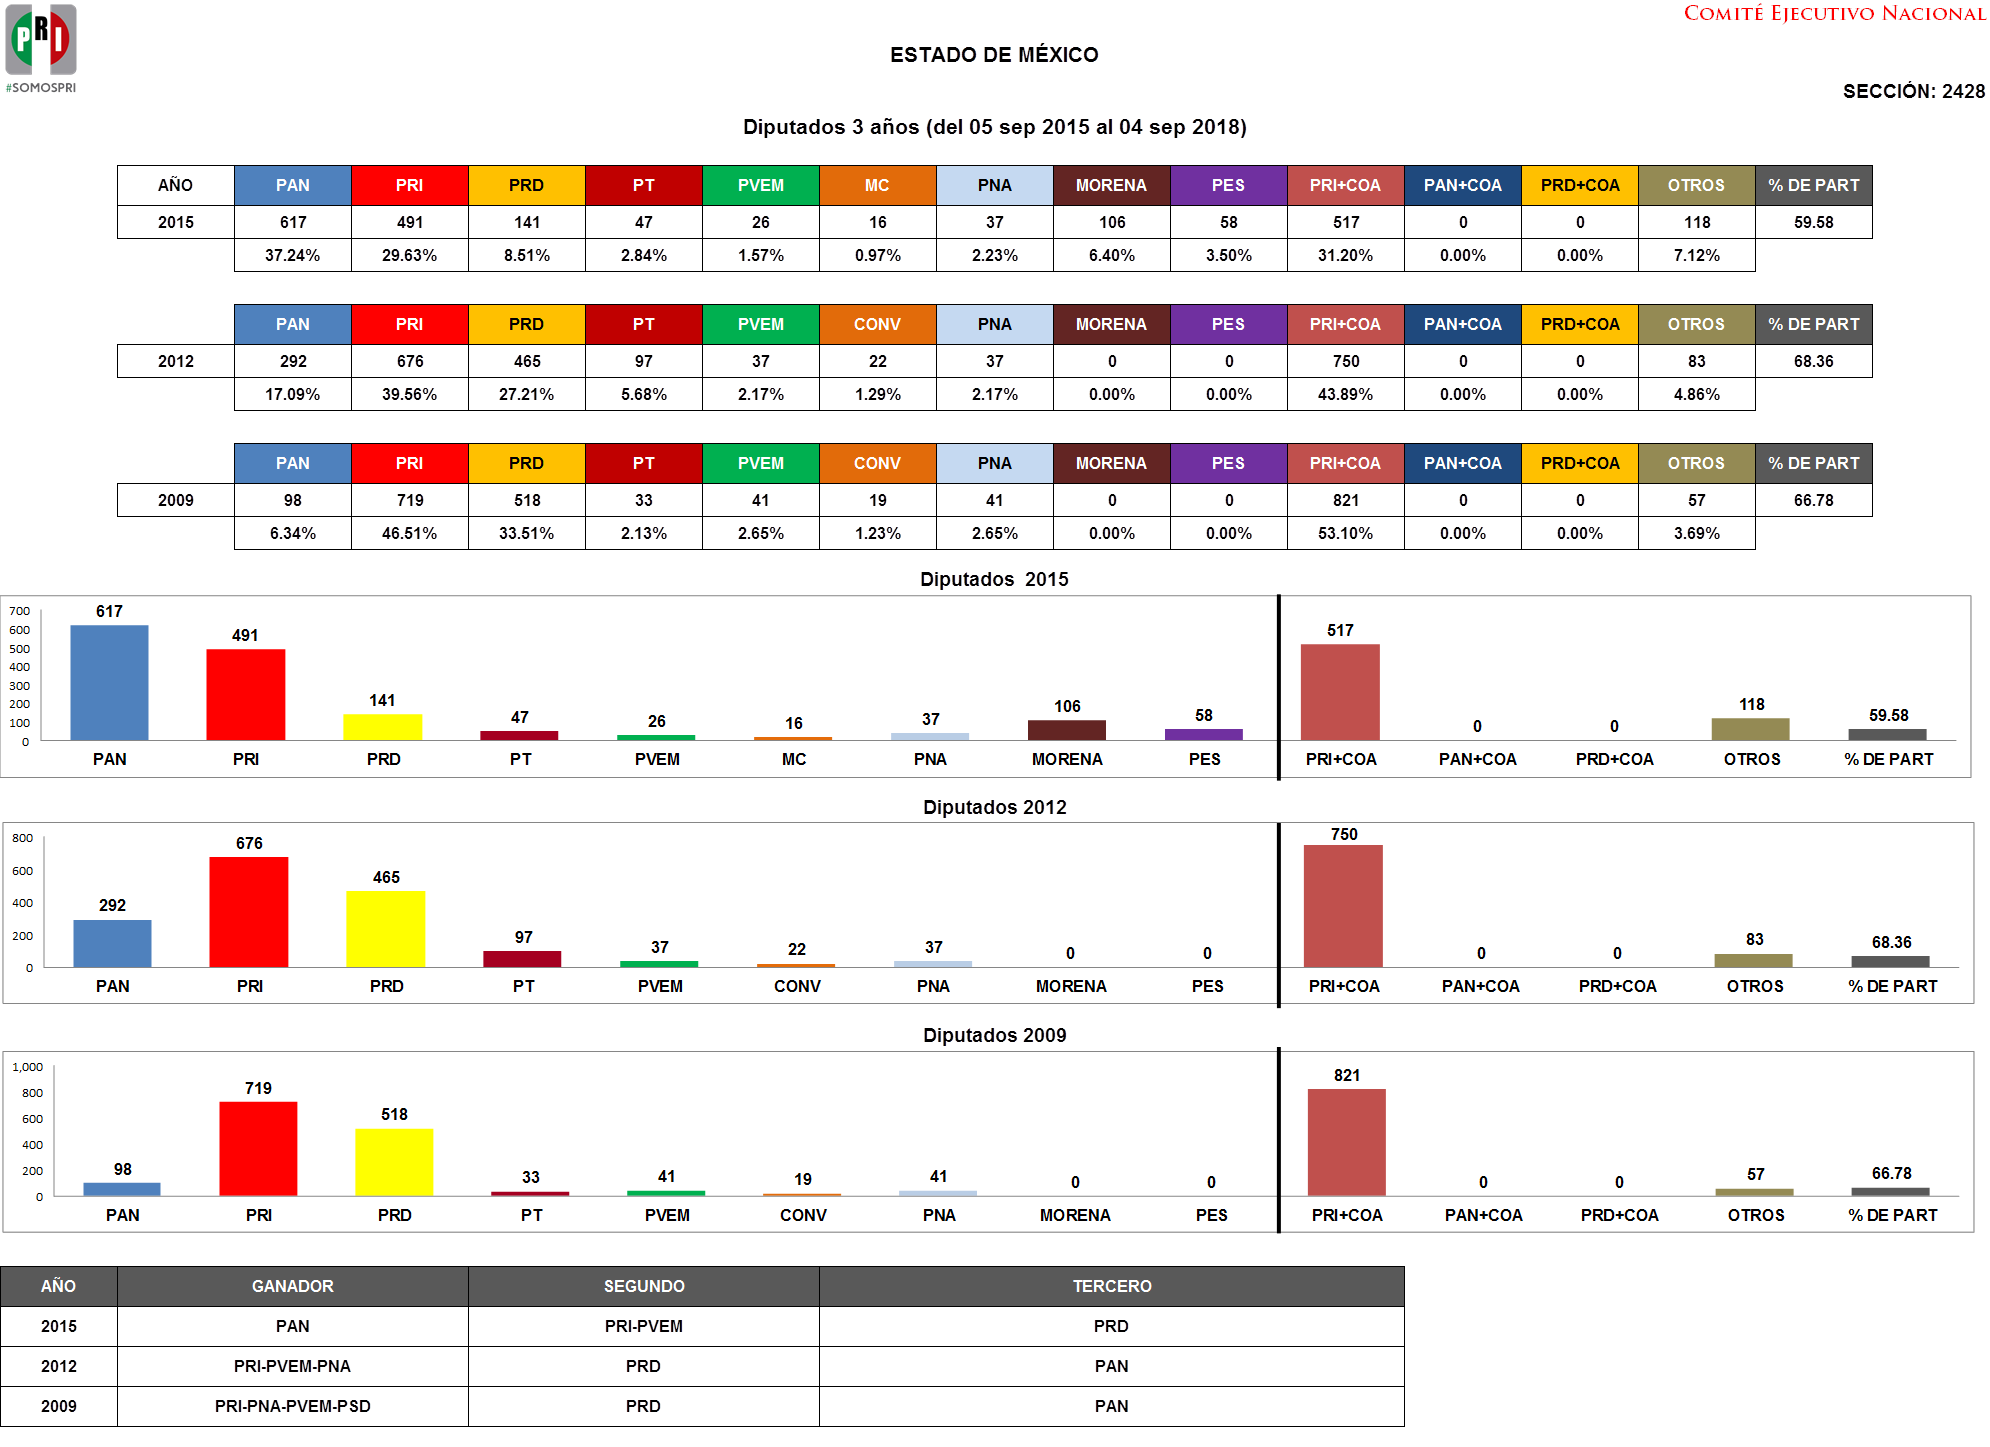 PRI
#SOMOSPRI
COMITÉ EJECUTIVO NACIONAL
ESTADO DE MÉXICO
SECCIÓN: 2428
Diputados 3 años (del 05 sep 2015 al 04 sep 2018)
AÑO PAN PRI PRD PT PVEM MC PNA MORENA PES PRI+COA PAN+COA PRD+COA OTROS % DE PART
2015 617 491 141 47 26 16 37 106 58 517 0 0 118 59.58
37.24% 29.63% 8.51% 2.84% 1.57% 0.97% 2.23% 6.40% 3.50% 31.20% 0.00% 0.00% 7.12%
PAN PRI PRD PT PVEM CONV PNA MORENA PES PRI+COA PAN+COA PRD+COA OTROS % DE PART
2012 292 676 465 97 37 22 37 0 0 750 0 0 83 68.36
17.09% 39.56% 27.21% 5.68% 2.17% 1.29% 2.17% 0.00% 0.00% 43.89% 0.00% 0.00% 4.86%
PAN PRI PRD PT PVEM CONV PNA MORENA PES PRI+COA PAN+COA PRD+COA OTROS % DE PART
2009 98 719 518 33 41 19 41 0 0 821 0 0 57 66.78
6.34% 46.51% 33.51% 2.13% 2.65% 1.23% 2.65% 0.00% 0.00% 53.10% 0.00% 0.00% 3.69%
Diputados 2015
700
600
500
400
300
200
100
0
617 491 141 47 26 16 37 106 58 517 0 0 118 59.58
PAN PRI PRD PT PVEM MC PNA MORENA PES PRI+COA PAN+COA PRD+COA OTROS % DE PART
Diputados 2012
800
600
400
200
0
292 676 465 97 37 22 37 0 0 750 0 0 83 68.36
PAN PRI PRD PT PVEM CONV PNA MORENA PES PRI+COA PAN+COA PRD+COA OTROS % DE PART
Diputados 2009
1,000
800
600
400
200
0
98 719 518 33 41 19 41 0 0 821 0 0 57 66.78
PAN PRI PRD PT PVEM CONV PNA MORENA PES PRI+COA PAN+COA PRD+COA OTROS % DE PART
AÑO GANADOR SEGUNDO TERCERO
2015 PAN PRI-PVEM PRD
2012 PRI-PVEM-PNA PRD PAN
2009 PRI-PNA-PVEM-PSD PRD PAN